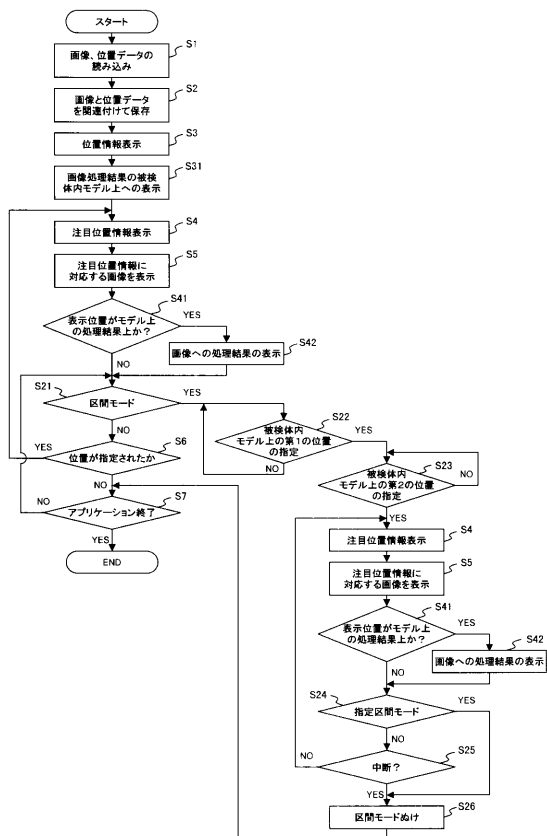 スタート
S1
画像、位置データの
読み込み
S2
画像と位置データ
を関連付けて保存
S3
位置情報表示
S31
画像処理結果の被検
体内モデル上への表示
S4
注目位置情報表示
S5
注目位置情報に
対応する画像を表示
S41
表示位置がモデル上
の処理結果上か？
YES
S42
画像への処理結果の表示
NO
S21
区間モード
YES
NO
S22
被検体内
モデル上の第1の位置
の指定
YES
NO
S23
被検体内
モデル上の第2の位置
の指定
NO
YES
S6
位置が指定されたか
YES
NO
S7
アプリケーション終了
NO
YES
END
S4
注目位置情報表示
S5
注目位置情報に
対応する画像を表示
S41
表示位置がモデル上
の処理結果上か？
YES
S42
画像への処理結果の表示
NO
S24
指定区間モード
YES
NO
S25
中断？
NO
YES
S26
区間モードぬけ